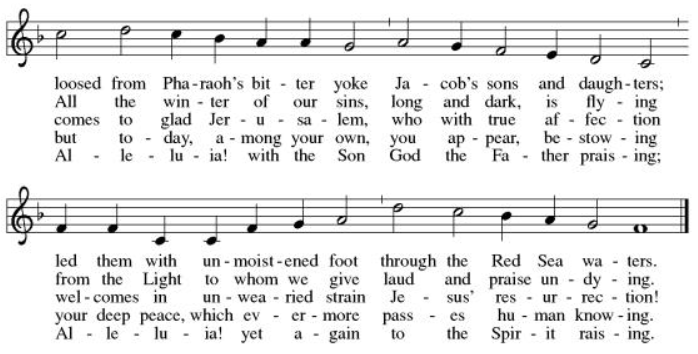 loosed from Pha - raoh's bit - ter yoke Ja - cob's sons and daugh - ters;
All the win - ter of our sins, long and dark, is fly - ing
comes to glad Jer - u - sa - lem, who with true af - fec - tion
but to - day, a - mong your own, you ap - pear, be - stow - ing
Al - le - lu - ia! with the Son God the Fa - ther prais - ing;
led them with un - moist - ened foot through the Red Sea wa - ters.
from the Light to whom we give laud and praise un - dy - ing.
wel - comes in un - wea - ried strain Je - sus' res - ur - rec - tion!
your deep peace, which ev - er - more pass - es hu - man know - ing.
Al - le - lu - ia! yet a - gain to the Spir - it rais - ing.